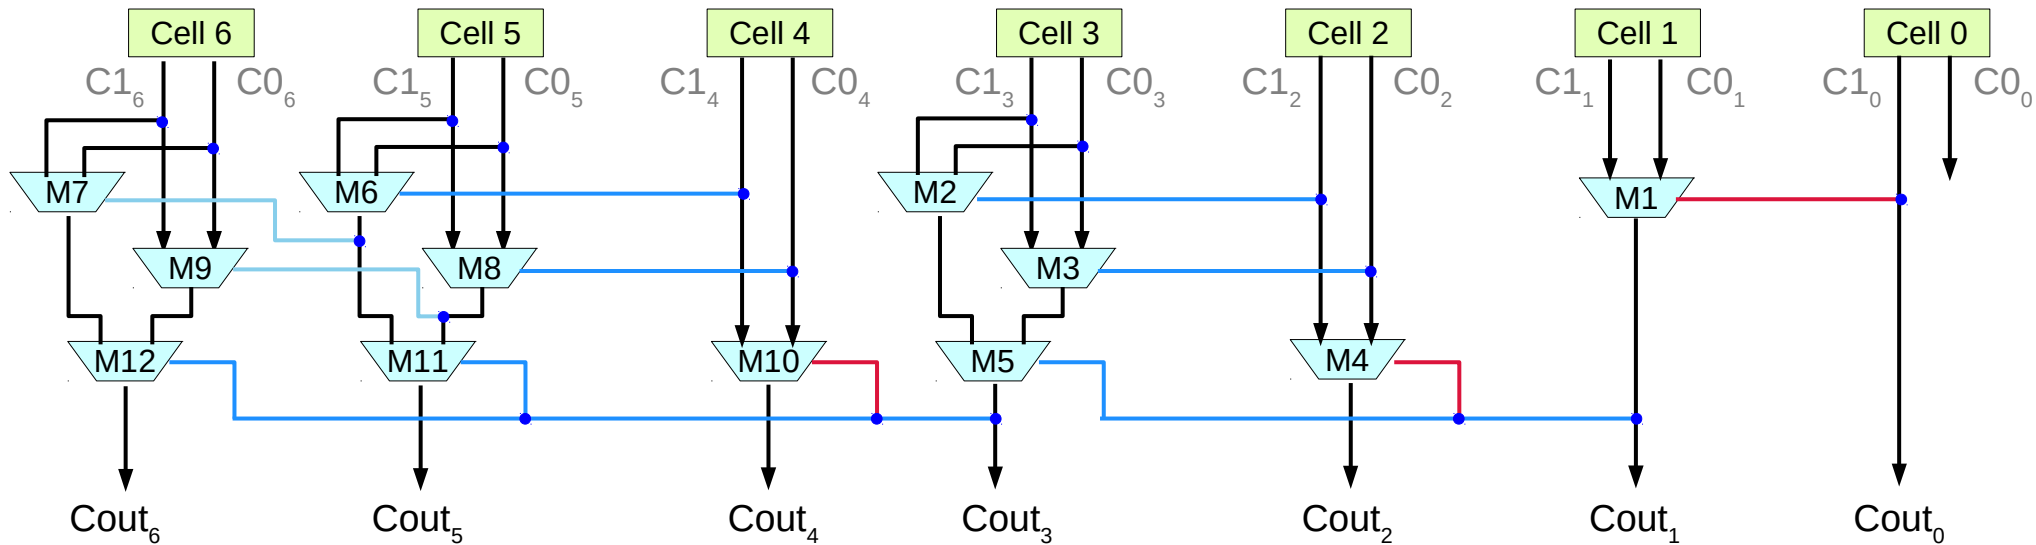 Cell 6 Cell 5 Cell 4 Cell 3 Cell 2 Cell 1 Cell 0
C1₆ C0₆ C1₅ C0₅ C1₄ C0₄ C1₃ C0₃ C1₂ C0₂ C1₁ C0₁ C1₀ C0₀
M7 M6 M2 M1
M9 M8 M3
M12 M11 M10 M5 M4
Cout₆ Cout₅ Cout₄ Cout₃ Cout₂ Cout₁ Cout₀